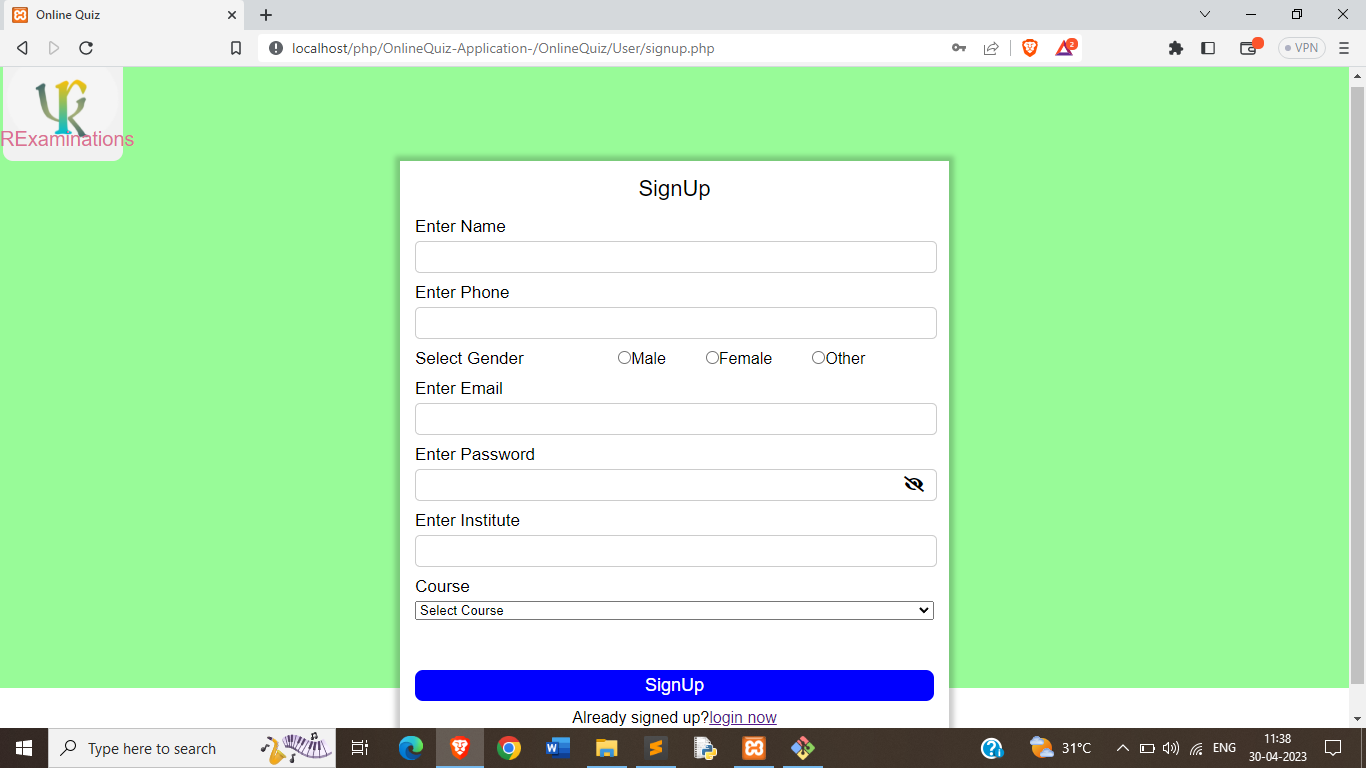 Online Quiz
localhost/php/OnlineQuiz-Application-/OnlineQuiz/User/signup.php
2
VPN
RExaminations
SignUp
Enter Name
Enter Phone
Select Gender Male Female Other
Enter Email
Enter Password
Enter Institute
Course
Select Course
SignUp
Already signed up?login now
Type here to search
31°C
ENG
11:38
30-04-2023